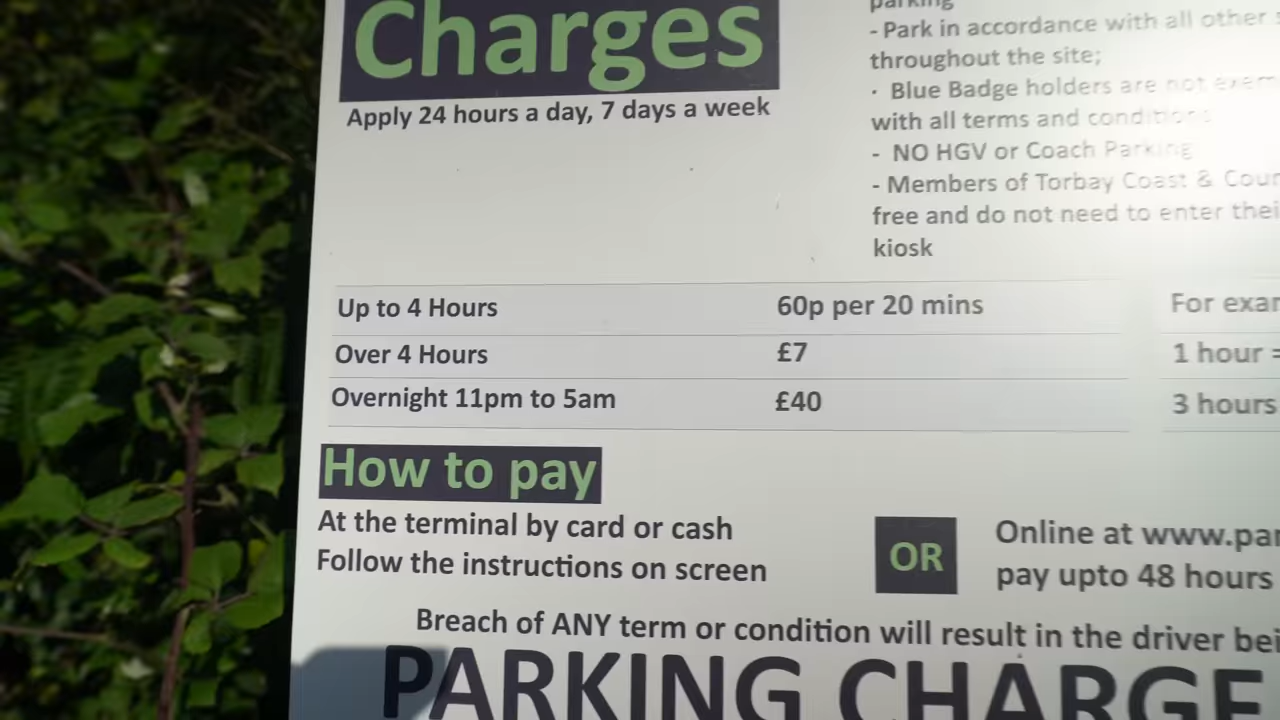 Charges
Apply 24 hours a day, 7 days a week
parking
- Park in accordance with all other
throughout the site;
· Blue Badge holders are not
with all terms and conditions
- NO HGV or Coach Parking
- Members of Torbay Coast &
free and do not need to enter
kiosk
Up to 4 Hours 60p per 20 mins For
Over 4 Hours £7 1 hour =
Overnight 11pm to 5am £40 3 hours
How to pay
At the terminal by card or cash
Follow the instructions on screen
OR
Online at
pay upto 48 hours
Breach of ANY term or condition will result in the driver
PARKING CHARGE